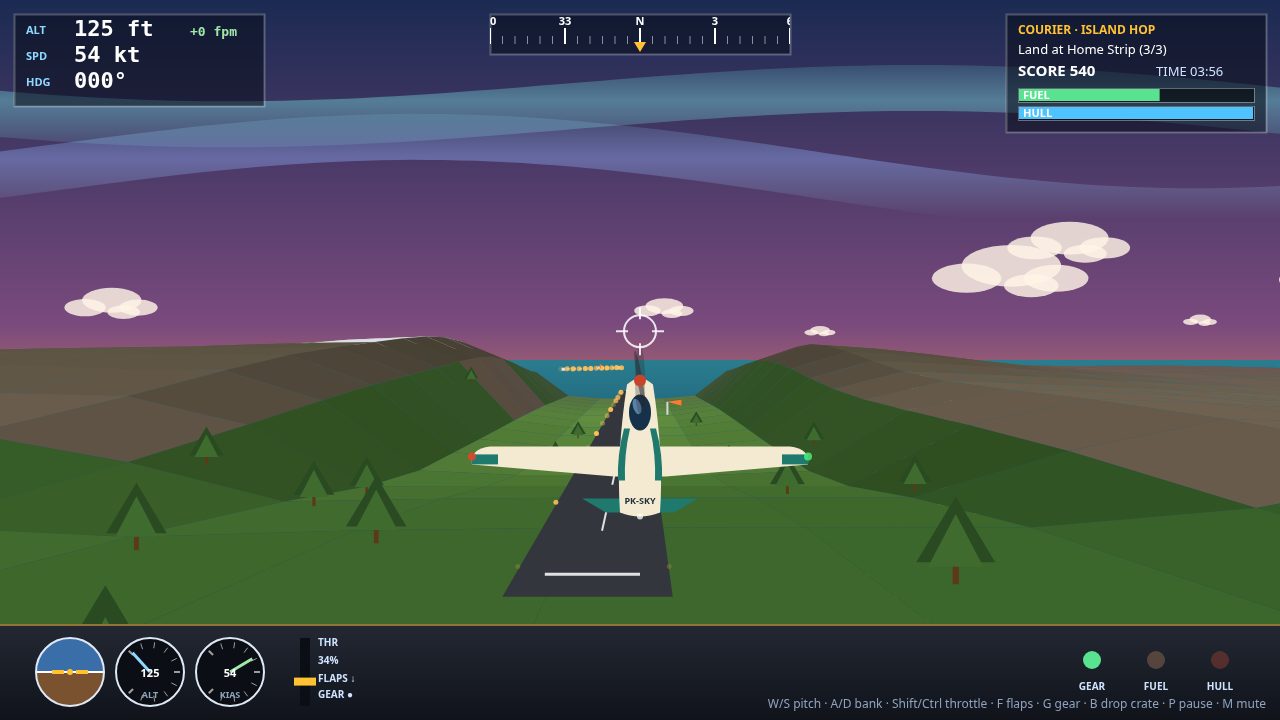 ALT 125 ft +0 fpm
SPD 54 kt
HDG 000°
33 N 3
COURIER · ISLAND HOP
Land at Home Strip (3/3)
SCORE 540 TIME 03:56
FUEL
HULL
PK-SKY
125
ALT
54
KIAS
THR
34%
FLAPS ↓
GEAR ●
GEAR FUEL HULL
W/S pitch · A/D bank · Shift/Ctrl throttle · F flaps · G gear · B drop crate · P pause · M mute